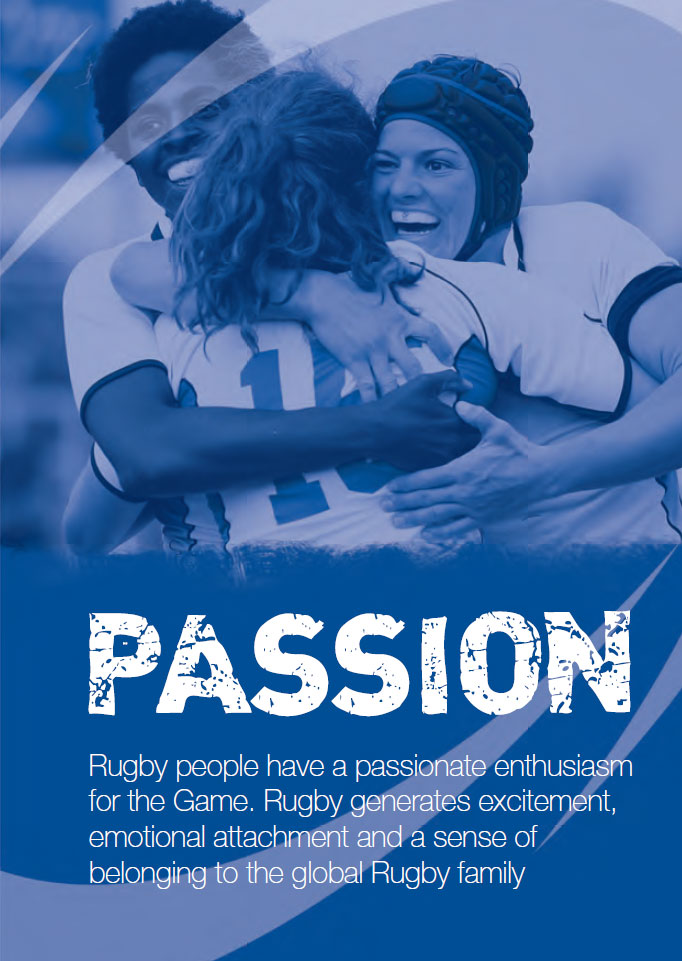 PASSION
Rugby people have a passionate enthusiasm
for the Game. Rugby generates excitement,
emotional attachment and a sense of
belonging to the global Rugby family